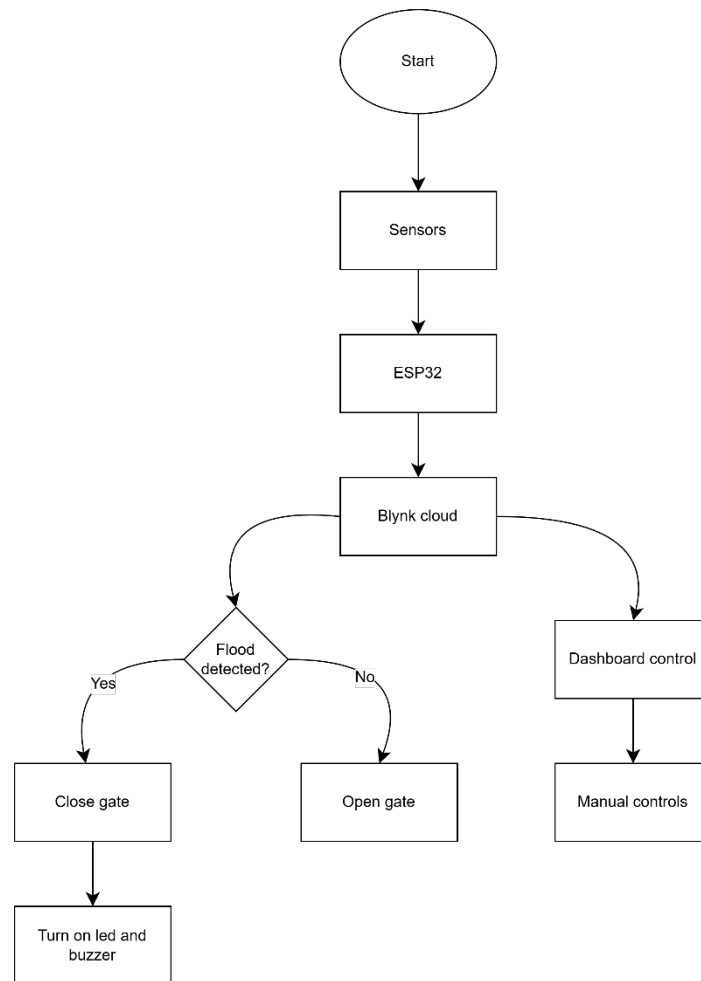 Start
Sensors
ESP32
Blynk cloud
Flood
detected?
Dashboard control
Yes
No
Close gate
Open gate
Manual controls
Turn on led and
buzzer